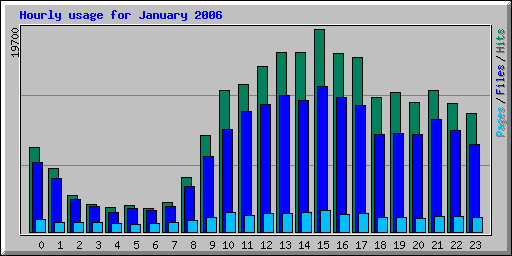 Hourly usage for January 2006
19700
Pages / Files / Hits
0 1 2 3 4 5 6 7 8 9 10 11 12 13 14 15 16 17 18 19 20 21 22 23